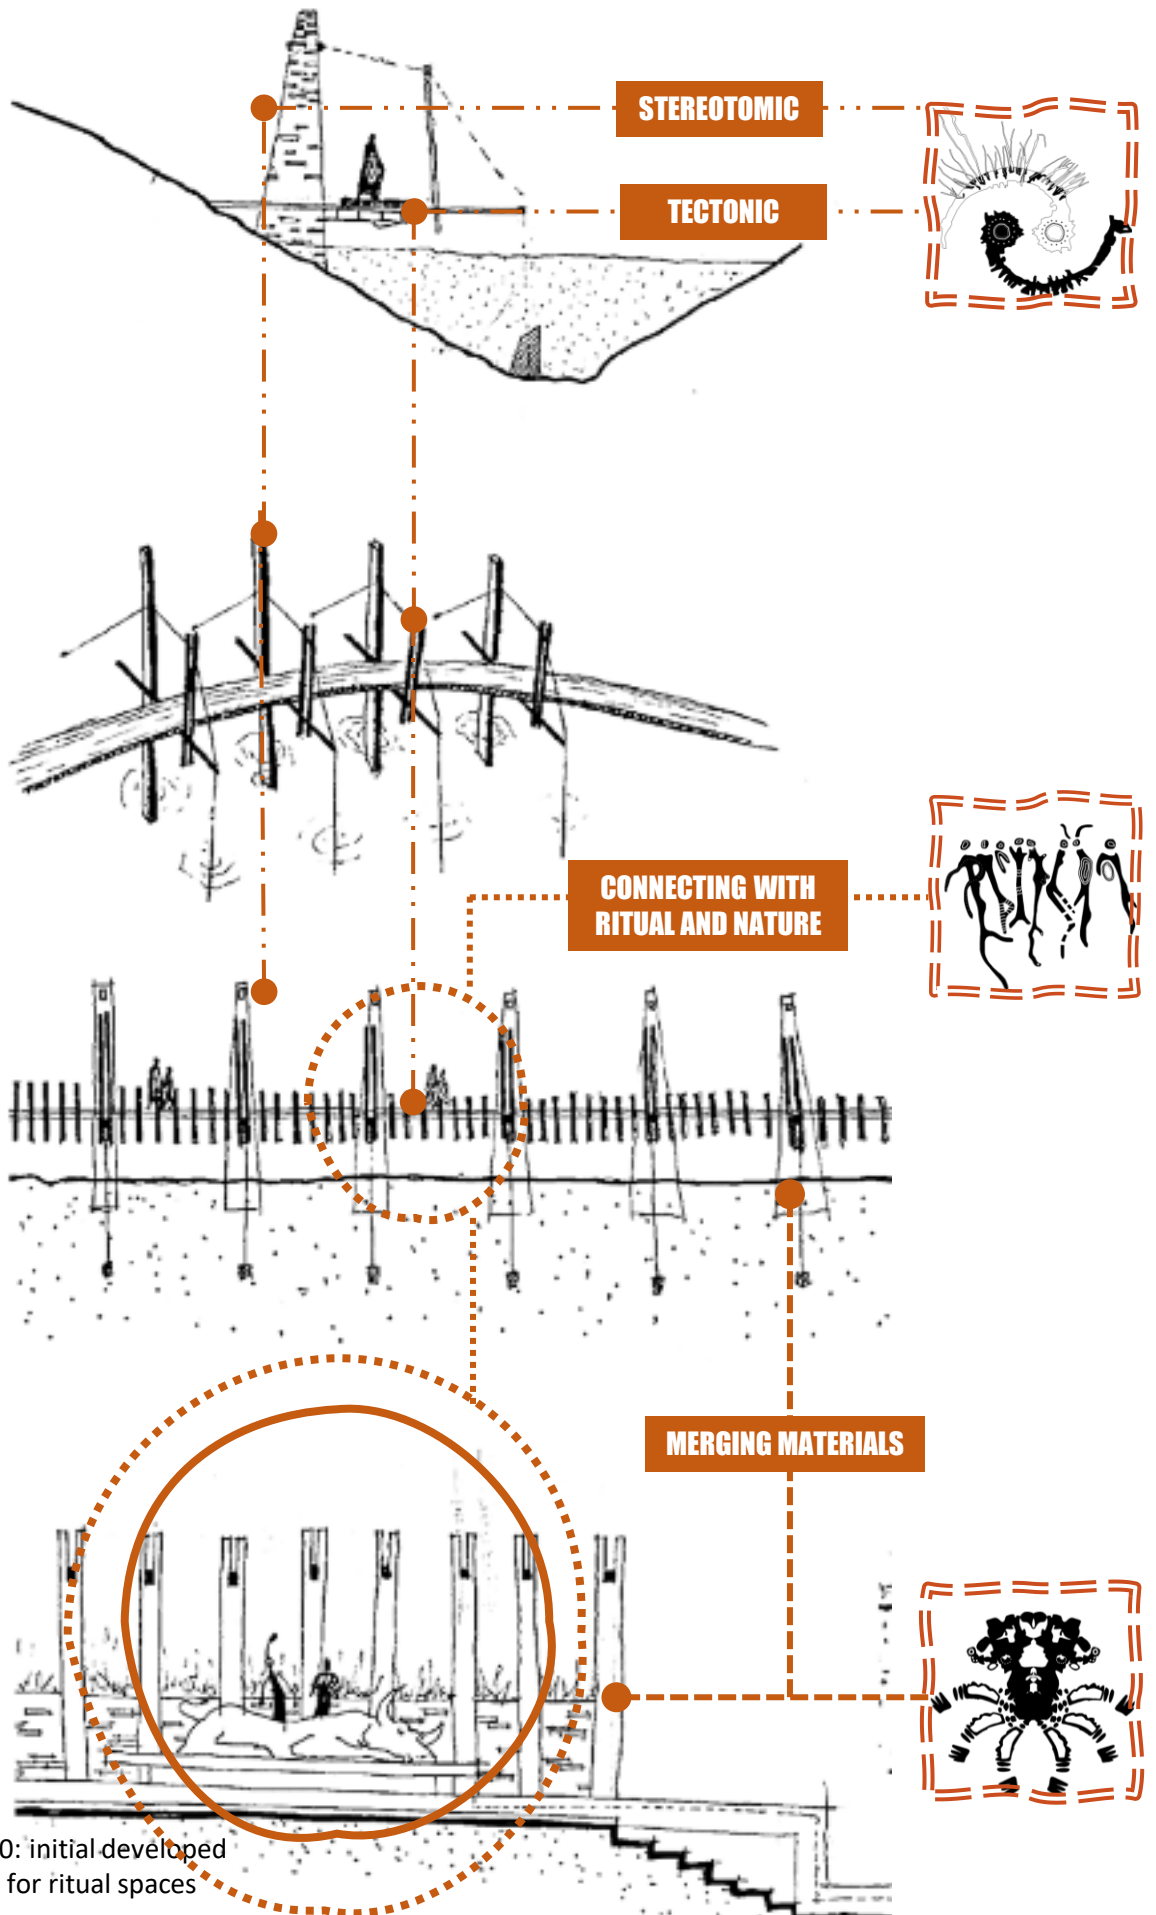 STEREOTOMIC
TECTONIC
CONNECTING WITH
RITUAL AND NATURE
MERGING MATERIALS
0: initial developed
for ritual spaces